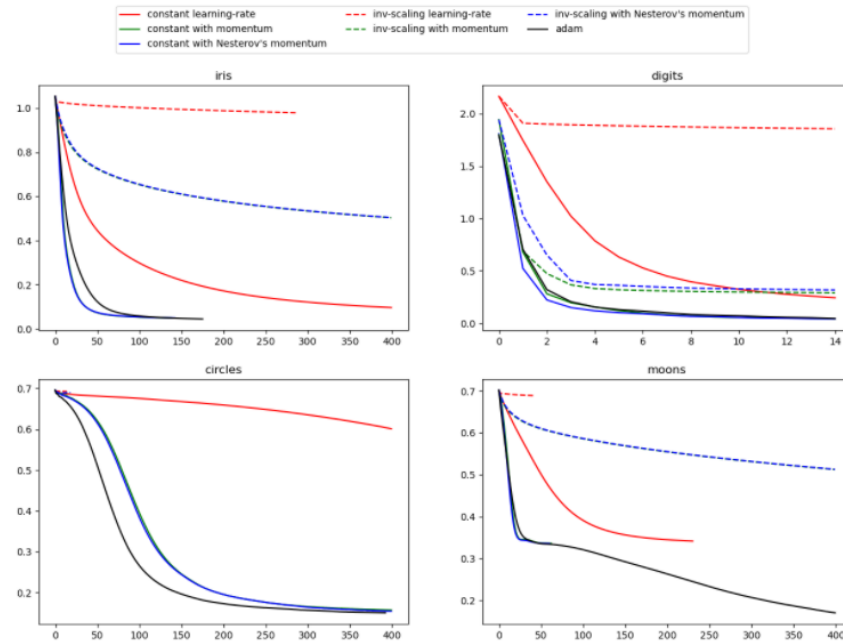 constant learning-rate
constant with momentum
constant with Nesterov's momentum
inv-scaling learning-rate
inv-scaling with momentum
inv-scaling with Nesterov's momentum
adam
iris
1.0
0.8
0.6
0.4
0.2
0.0
0 50 100 150 200 250 300 350 400
digits
2.0
1.5
1.0
0.5
0.0
0 2 4 6 8 10 12 14
circles
0.7
0.6
0.5
0.4
0.3
0.2
0 50 100 150 200 250 300 350 400
moons
0.7
0.6
0.5
0.4
0.3
0.2
0 50 100 150 200 250 300 350 400